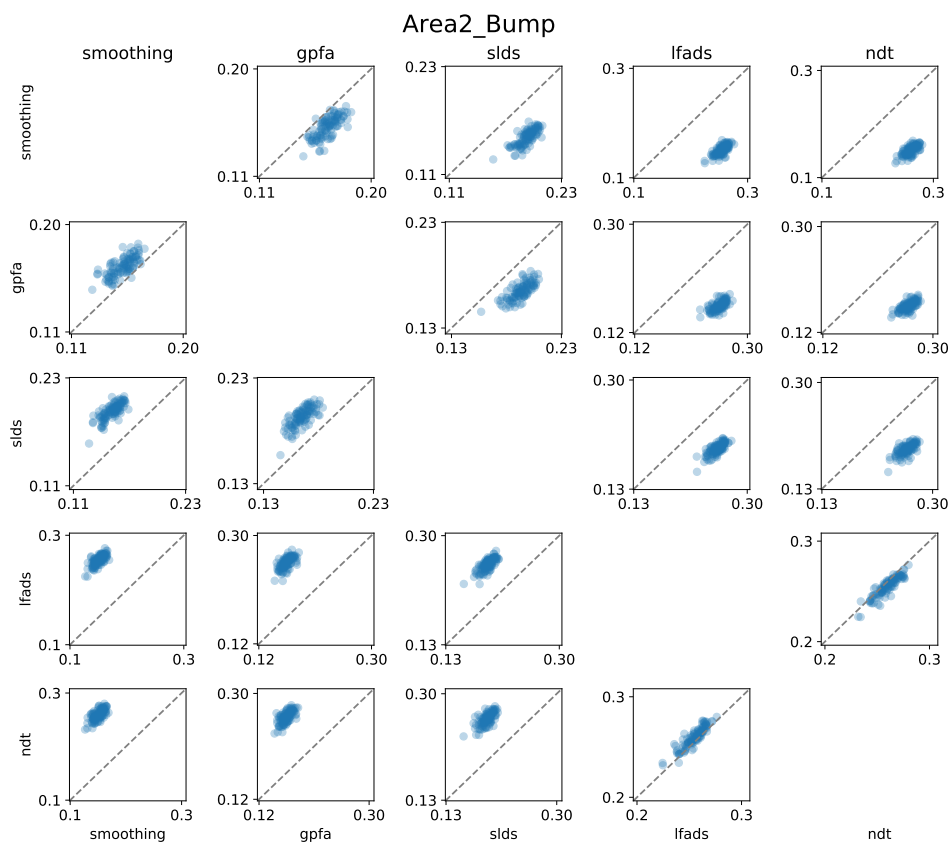 Area2_Bump
smoothing gpfa slds lfads ndt
smoothing
0.20 0.23 0.3 0.3
0.11 0.11 0.1 0.1
0.11 0.20 0.11 0.23 0.1 0.3 0.1 0.3
gpfa
0.20 0.23 0.30 0.30
0.11 0.13 0.12 0.12
0.11 0.20 0.13 0.23 0.12 0.30 0.12 0.30
slds
0.23 0.23 0.30 0.30
0.11 0.13 0.13 0.13
0.11 0.23 0.13 0.23 0.13 0.30 0.13 0.30
lfads
0.3 0.30 0.30 0.3
0.1 0.12 0.13 0.2
0.1 0.3 0.12 0.30 0.13 0.30 0.2 0.3
ndt
0.3 0.30 0.30 0.3
0.1 0.12 0.13 0.2
0.1 0.3 0.12 0.30 0.13 0.30 0.2 0.3
smoothing gpfa slds lfads ndt